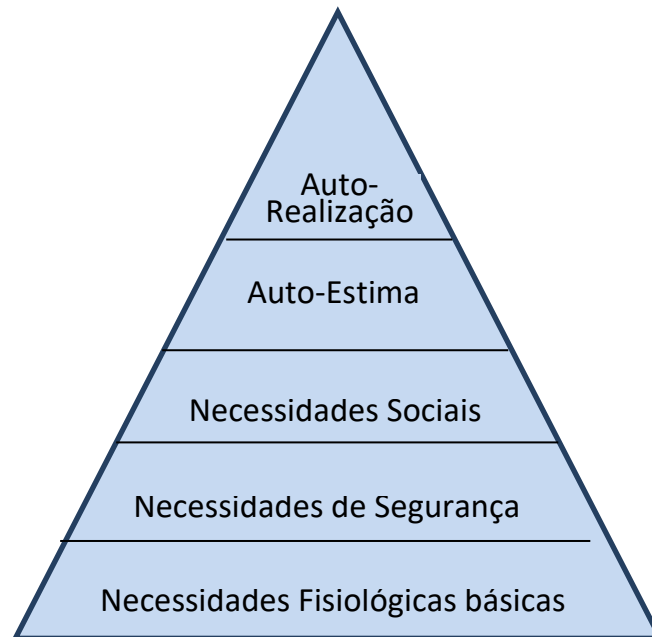 Auto-
Realização
Auto-Estima
Necessidades Sociais
Necessidades de Segurança
Necessidades Fisiológicas básicas